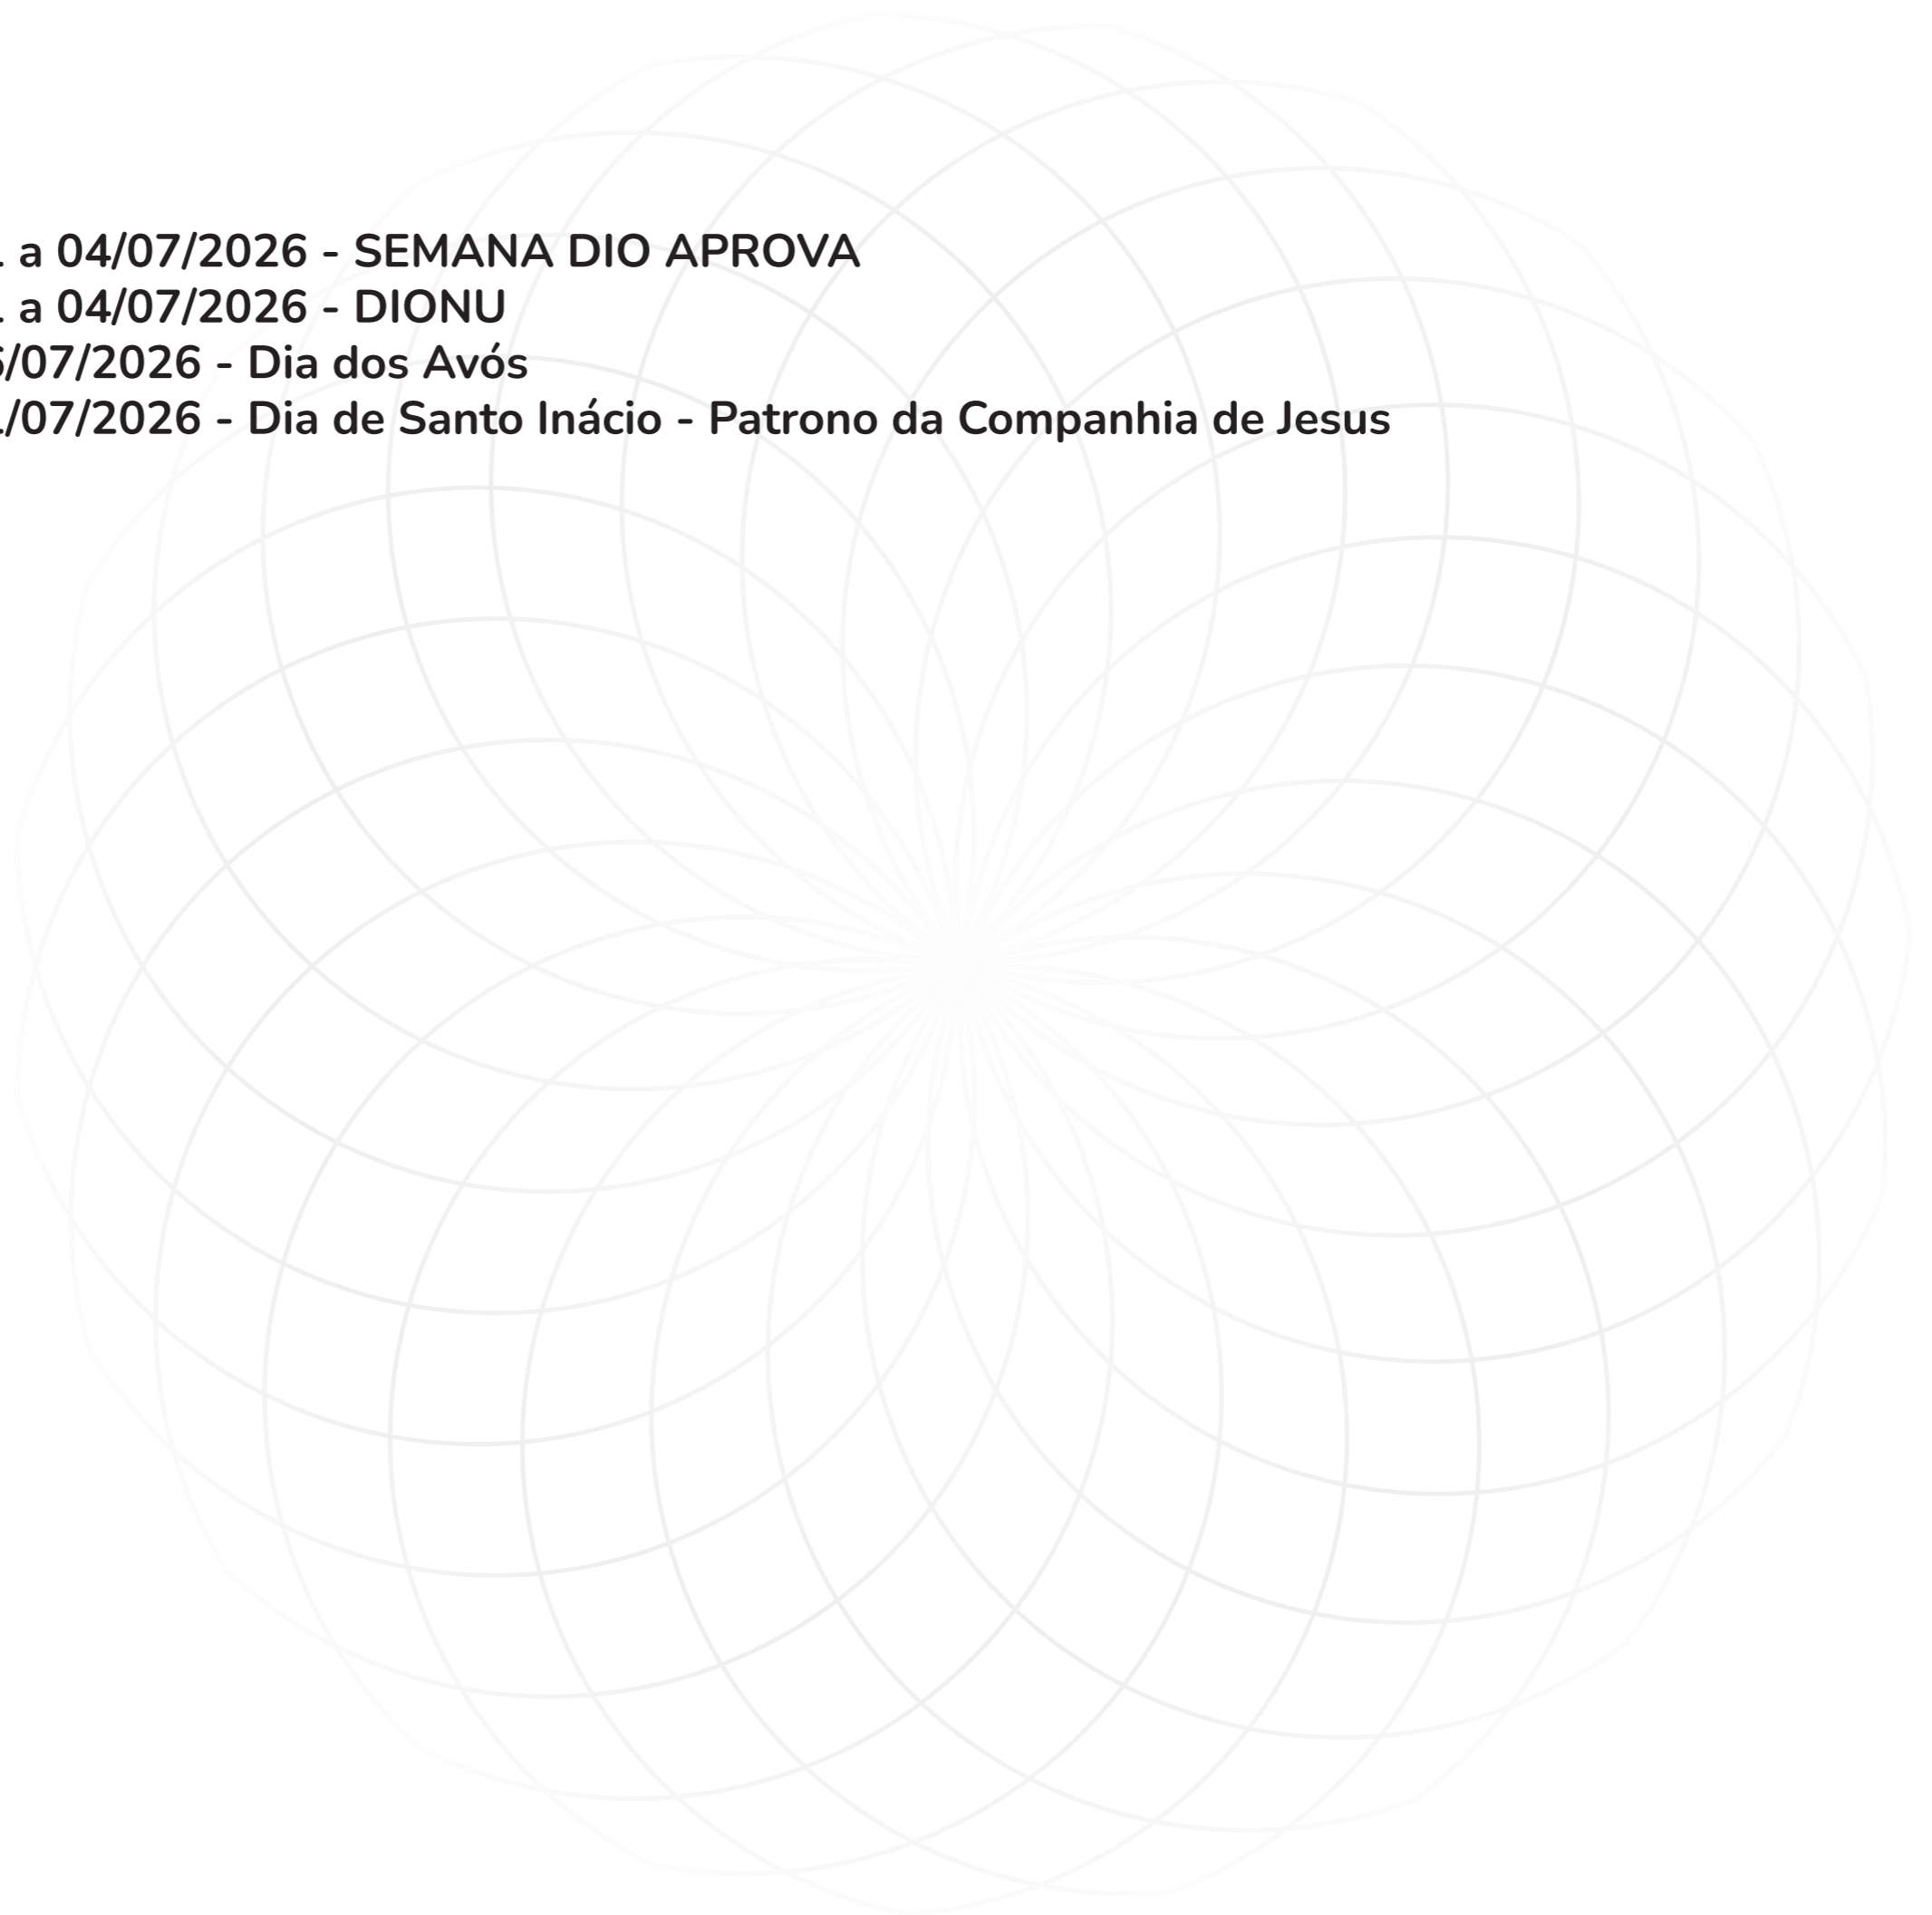 a 04/07/2026 - SEMANA DIO APROVA
a 04/07/2026 - DIONU
/07/2026 - Dia dos Avós
/07/2026 - Dia de Santo Inácio - Patrono da Companhia de Jesus